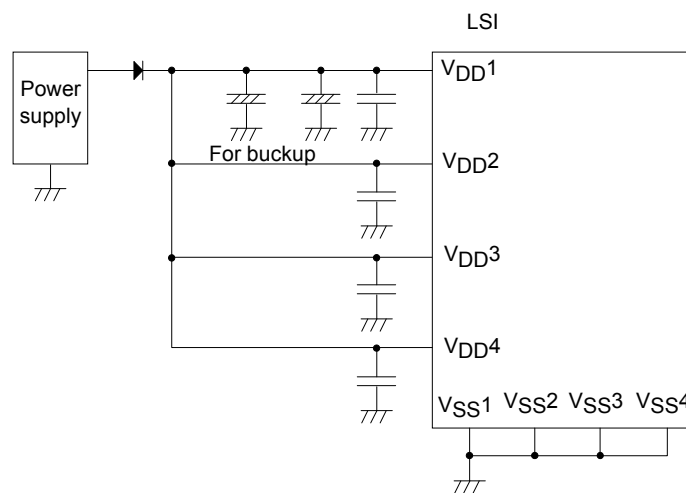 LSI
Power
supply
VDD1
For buckup
VDD2
VDD3
VDD4
VSS1 VSS2 VSS3 VSS4